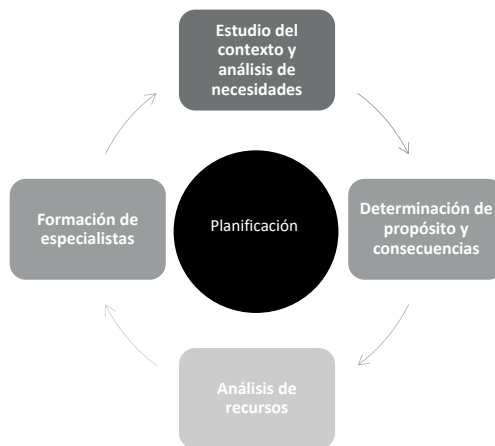 Estudio del
contexto y
análisis de
necesidades
Planificación
Determinación de
propósito y
consecuencias
Análisis de
recursos
Formación de
especialistas